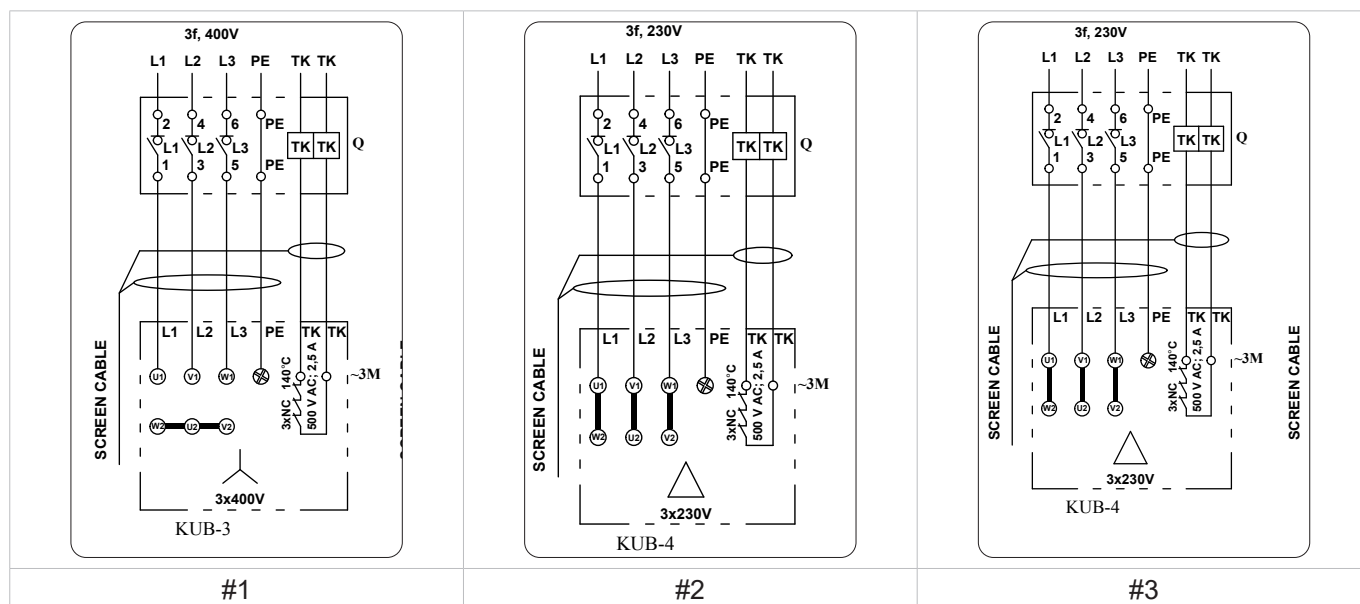 3f, 400V
L1 L2 L3 PE TK TK
2 4 6 PE
L1 L2 L3 TK TK Q
1 3 5 PE
SCREEN CABLE
L1 L2 L3 PE TK TK
3xNC 140°C
500 V AC; 2,5 A
U1 V1 W1 ~3M
W2 U2 V2
3x400V
KUB-3
#1
3f, 230V
L1 L2 L3 PE TK TK
2 4 6 PE
L1 L2 L3 TK TK Q
1 3 5 PE
SCREEN CABLE
L1 L2 L3 PE TK TK
3xNC 140°C
500 V AC; 2,5 A
U1 V1 W1 ~3M
W2 U2 V2
3x230V
KUB-4
#2
3f, 230V
L1 L2 L3 PE TK TK
2 4 6 PE
L1 L2 L3 TK TK Q
1 3 5 PE
SCREEN CABLE
L1 L2 L3 PE TK TK
3xNC 140°C
500 V AC; 2,5 A
U1 V1 W1 ~3M
W2 U2 V2
3x230V
KUB-4
SCREEN CABLE
#3